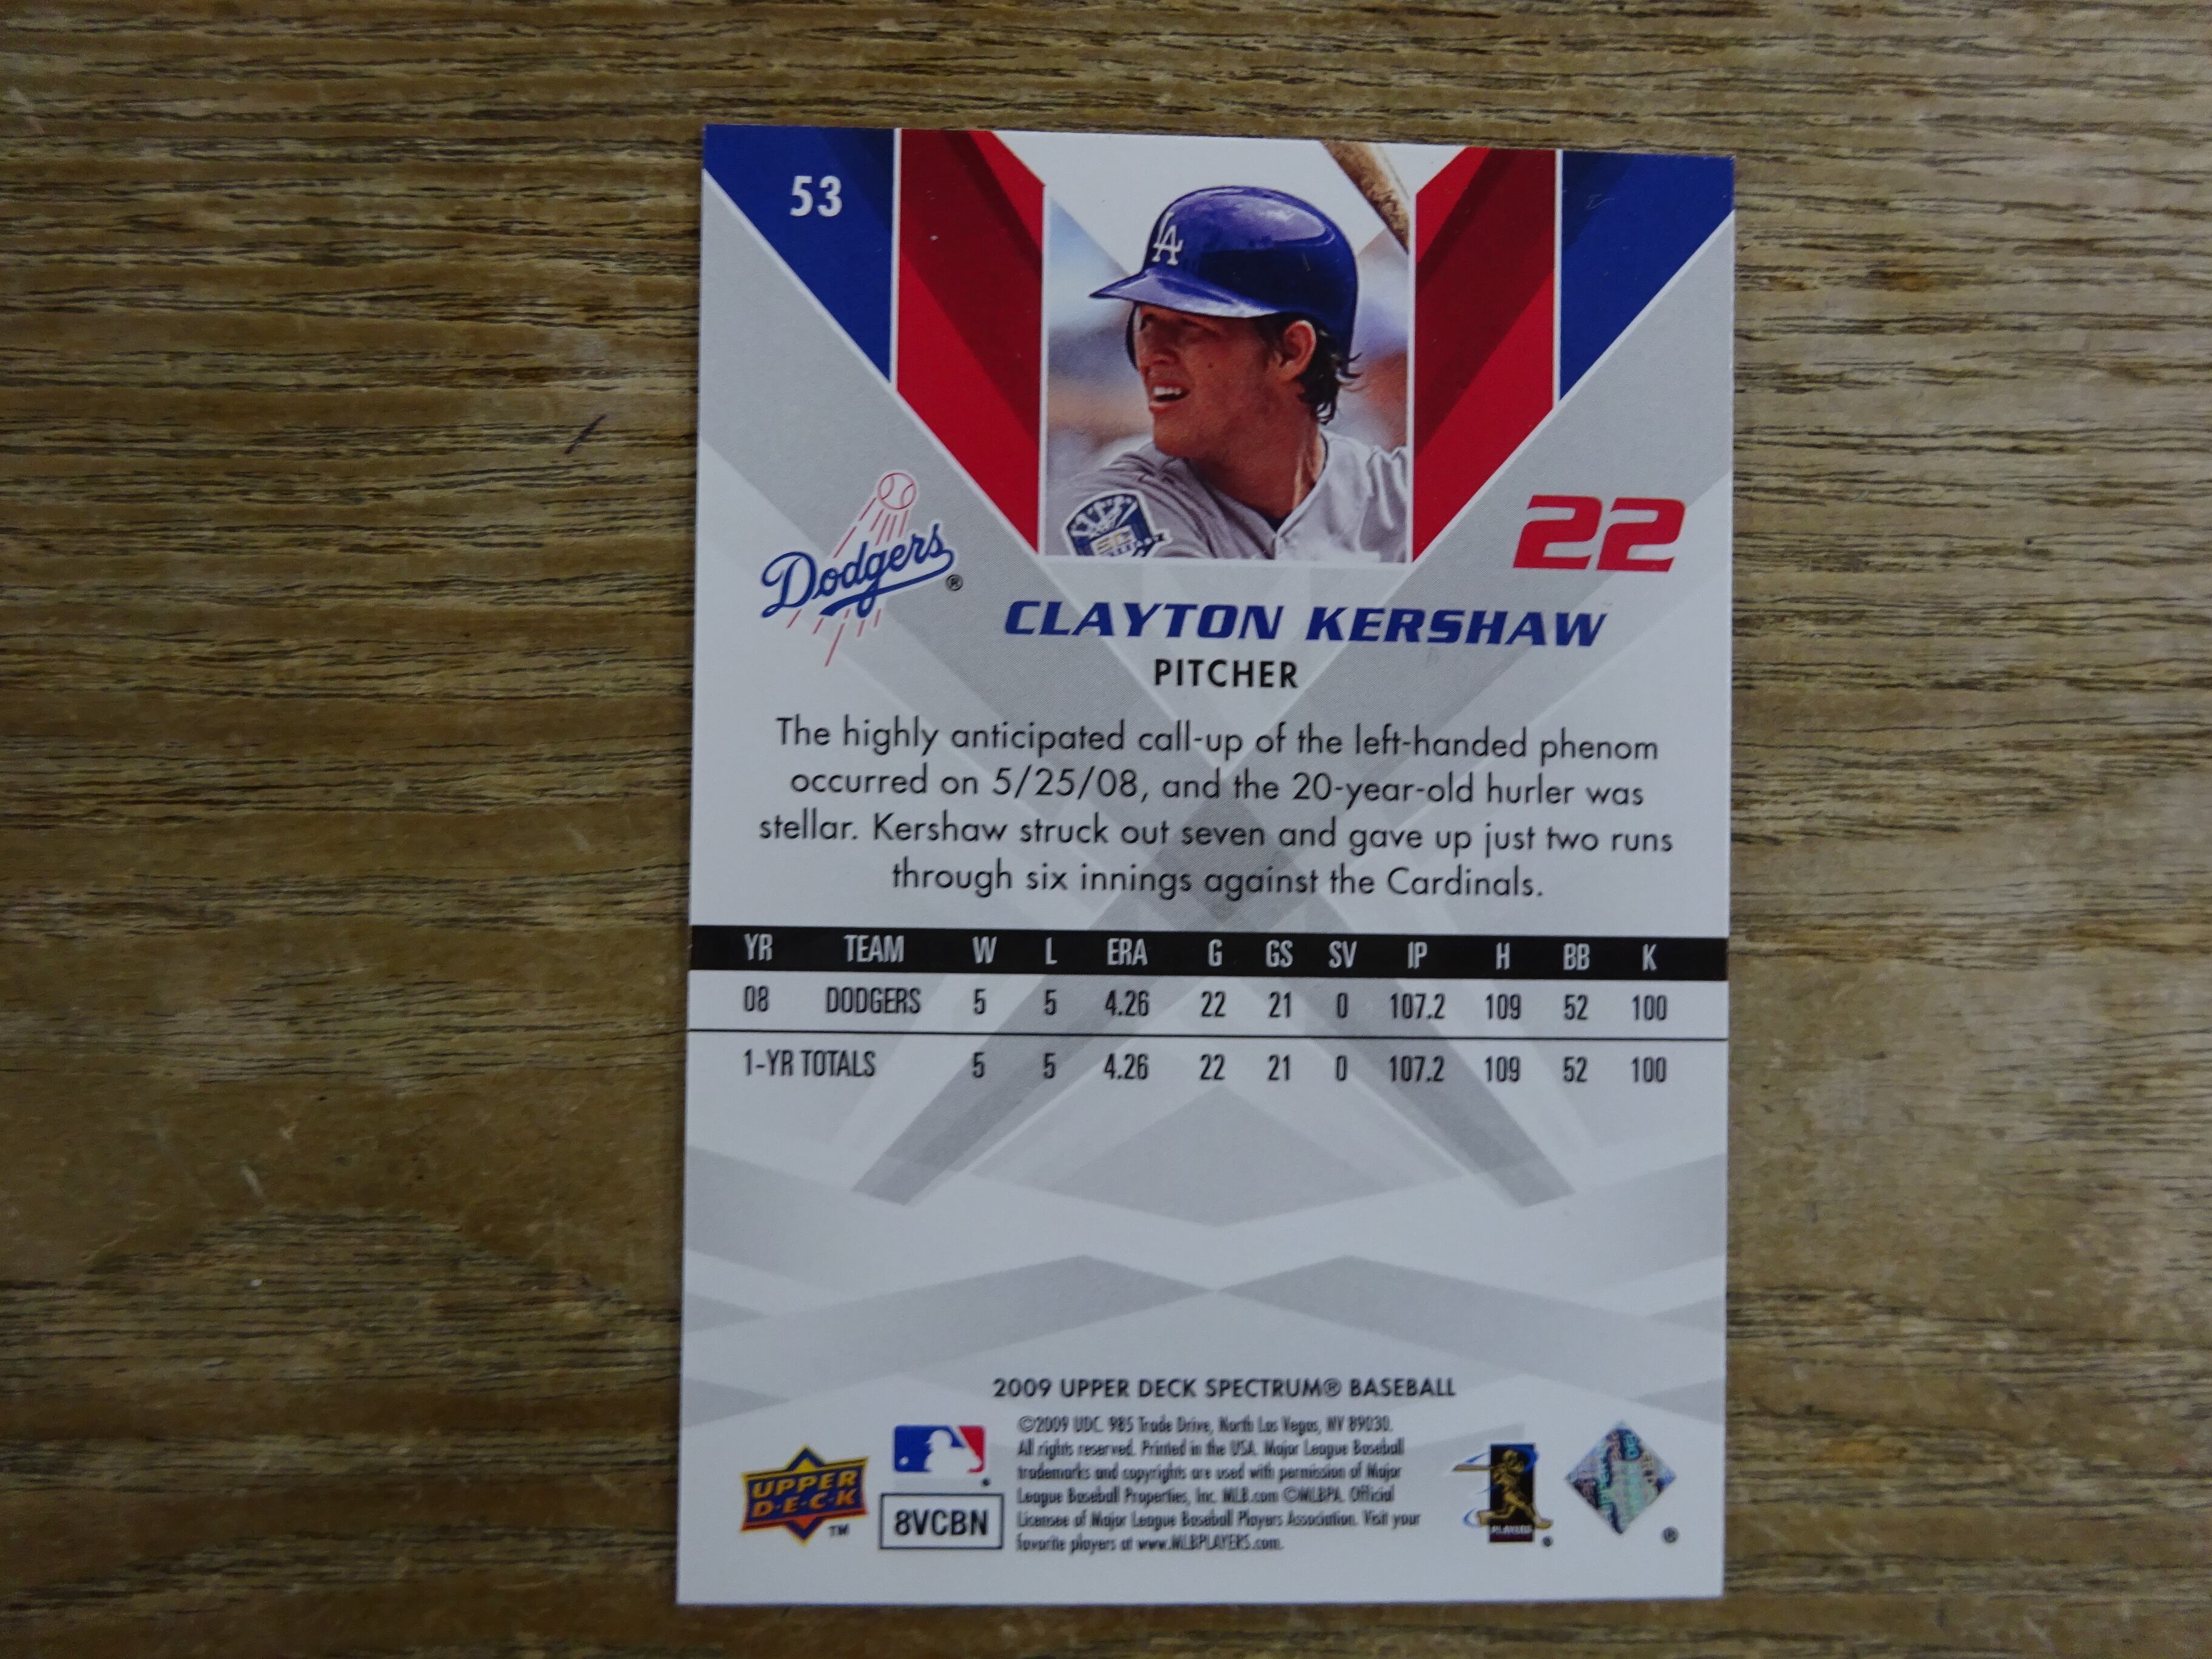 53
LA
Dodgers®
22
CLAYTON KERSHAW
PITCHER
The highly anticipated call-up of the left-handed phenom
occurred on 5/25/08, and the 20-year-old hurler was
stellar. Kershaw struck out seven and gave up just two runs
through six innings against the Cardinals.
YR TEAM W L ERA G GS SV IP H BB K
08 DODGERS 5 5 4.26 22 21 0 107.2 109 52 100
1-YR TOTALS 5 5 4.26 22 21 0 107.2 109 52 100
2009 UPPER DECK SPECTRUM® BASEBALL
©2009 UDC. 985 Trade Drive, North Las Vegas, NV 89030.
All rights reserved. Printed in the USA. Major League Baseball
trademarks and copyrights are used with permission of Major
League Baseball Properties, Inc. MLB.com ©MLBPA. Official
Licensee of Major League Baseball Players Association. Visit your
favorite players at www.MLBPLAYERS.com.
UPPER
D·E·C·K
TM
8VCBN
PLAYERS
®